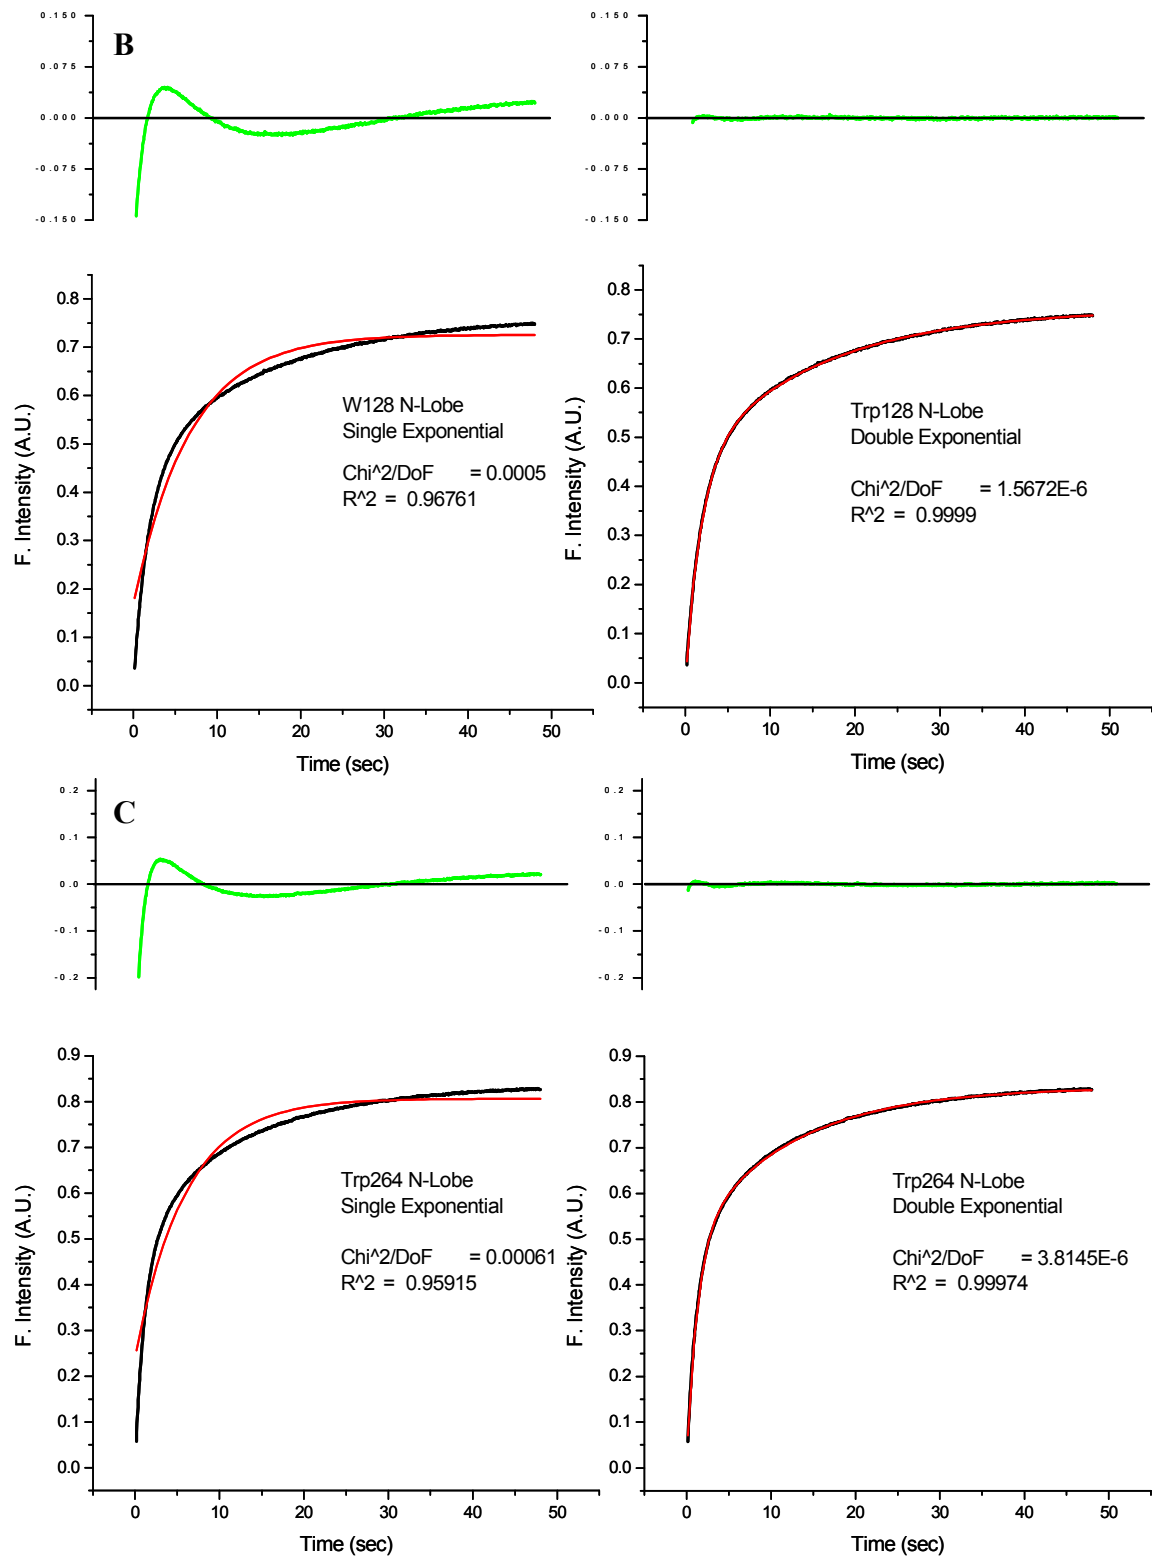 B
0.150
0.075
0.000
-0.075
-0.150
0.150
0.075
0.000
-0.075
-0.150
0.8
0.7
0.6
0.5
0.4
0.3
0.2
0.1
0.0
F. Intensity (A.U.)
W128 N-Lobe
Single Exponential
Chi^2/DoF = 0.0005
R^2 = 0.96761
0 10 20 30 40 50
Time (sec)
0.8
0.7
0.6
0.5
0.4
0.3
0.2
0.1
0.0
F. Intensity (A.U.)
Trp128 N-Lobe
Double Exponential
Chi^2/DoF = 1.5672E-6
R^2 = 0.9999
0 10 20 30 40 50
Time (sec)
C
0.2
0.1
0.0
-0.1
-0.2
0.2
0.1
0.0
-0.1
-0.2
0.9
0.8
0.7
0.6
0.5
0.4
0.3
0.2
0.1
0.0
F. Intensity (A.U.)
Trp264 N-Lobe
Single Exponential
Chi^2/DoF = 0.00061
R^2 = 0.95915
0 10 20 30 40 50
Time (sec)
0.9
0.8
0.7
0.6
0.5
0.4
0.3
0.2
0.1
0.0
F. Intensity (A.U.)
Trp264 N-Lobe
Double Exponential
Chi^2/DoF = 3.8145E-6
R^2 = 0.99974
0 10 20 30 40 50
Time (sec)